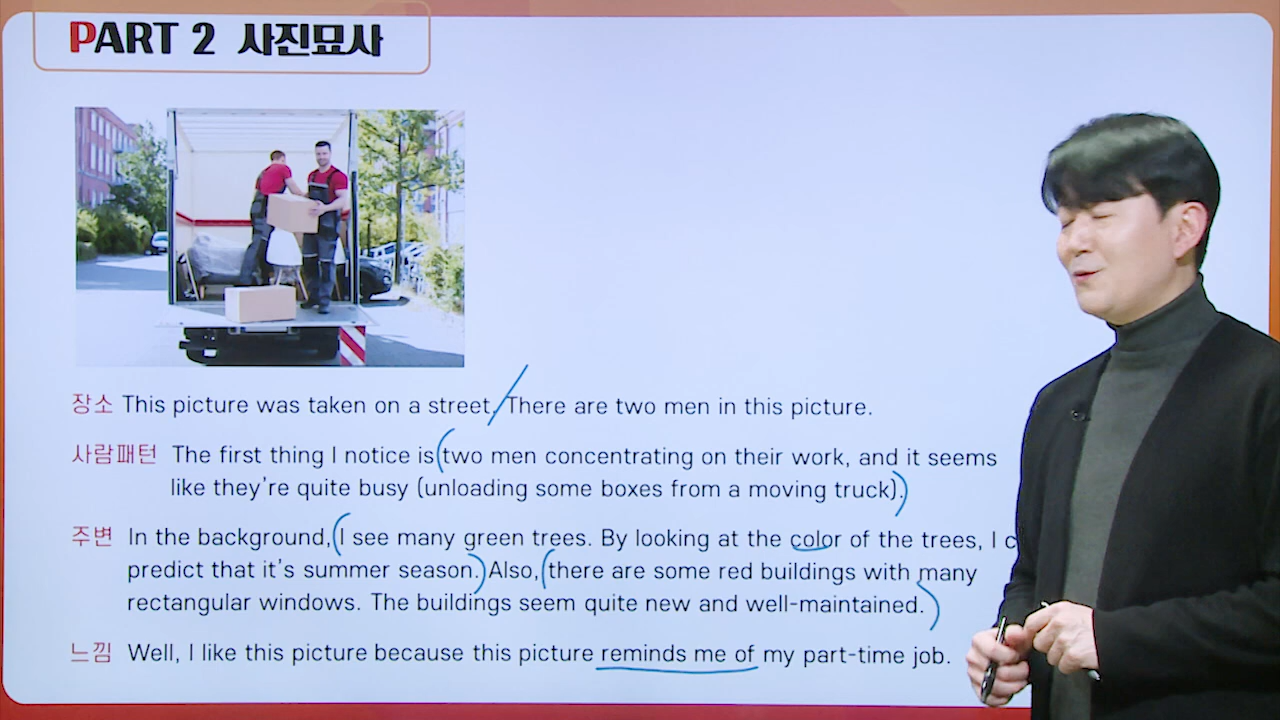 PART 2 사진묘사
장소 This picture was taken on a street. There are two men in this picture.
사람패턴 The first thing I notice is two men concentrating on their work, and it seems
like they're quite busy (unloading some boxes from a moving truck).
주변 In the background, I see many green trees. By looking at the color of the trees, I
predict that it's summer season. Also, there are some red buildings with many
rectangular windows. The buildings seem quite new and well-maintained.
느낌 Well, I like this picture because this picture reminds me of my part-time job.